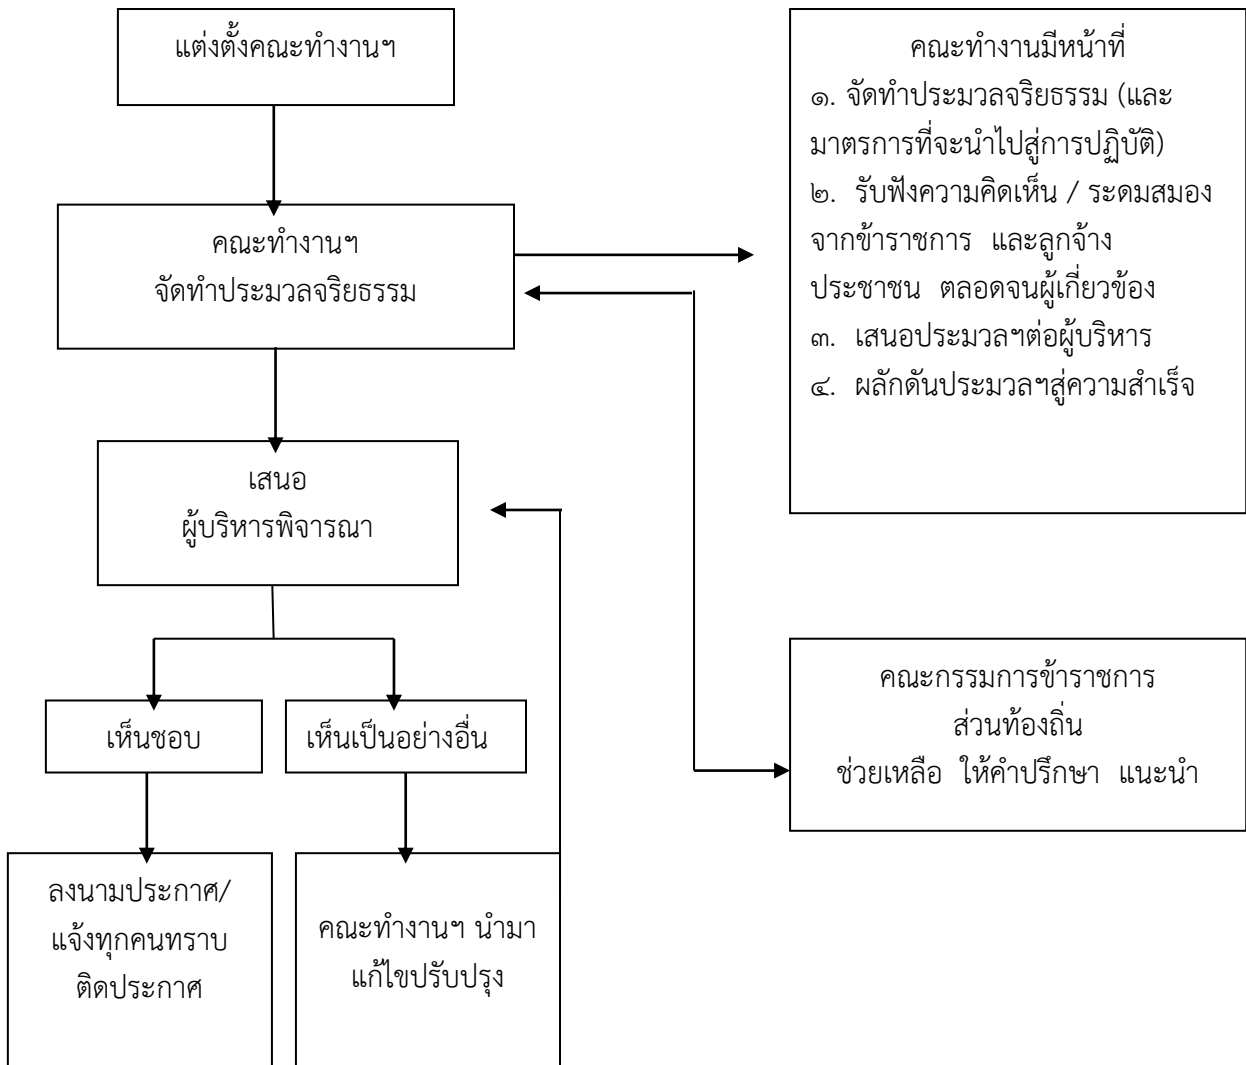 แต่งตั้งคณะทำงานฯ
คณะทำงานมีหน้าที่
๑. จัดทำประมวลจริยธรรม (และ
มาตรการที่จะนำไปสู่การปฏิบัติ)
๒. รับฟังความคิดเห็น / ระดมสมอง
จากข้าราชการ และลูกจ้าง
ประชาชน ตลอดจนผู้เกี่ยวข้อง
๓. เสนอประมวลฯต่อผู้บริหาร
๔. ผลักดันประมวลฯสู่ความสำเร็จ
คณะทำงานฯ
จัดทำประมวลจริยธรรม
เสนอ
ผู้บริหารพิจารณา
คณะกรรมการข้าราชการ
ส่วนท้องถิ่น
ช่วยเหลือ ให้คำปรึกษา แนะนำ
เห็นชอบ
เห็นเป็นอย่างอื่น
ลงนามประกาศ/
แจ้งทุกคนทราบ
ติดประกาศ
คณะทำงานฯ นำมา
แก้ไขปรับปรุง